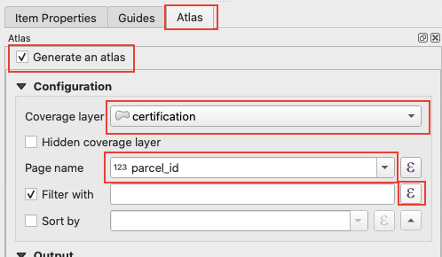 Item Properties Guides Atlas
Atlas
Generate an atlas
Configuration
Coverage layer certification
Hidden coverage layer
Page name 123 parcel_id ε
Filter with ε
Sort by ε
Output